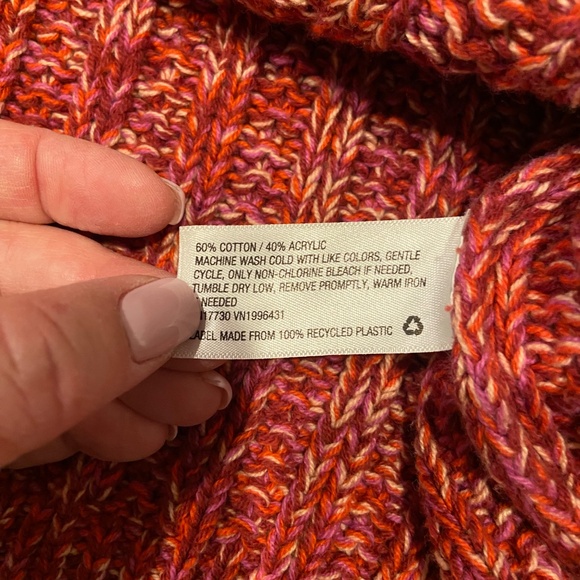 60% COTTON / 40% ACRYLIC
MACHINE WASH COLD WITH LIKE COLORS, GENTLE
CYCLE, ONLY NON-CHLORINE BLEACH IF NEEDED,
TUMBLE DRY LOW, REMOVE PROMPTLY, WARM IRON
NEEDED
VN1996431
LABEL MADE FROM 100% RECYCLED PLASTIC